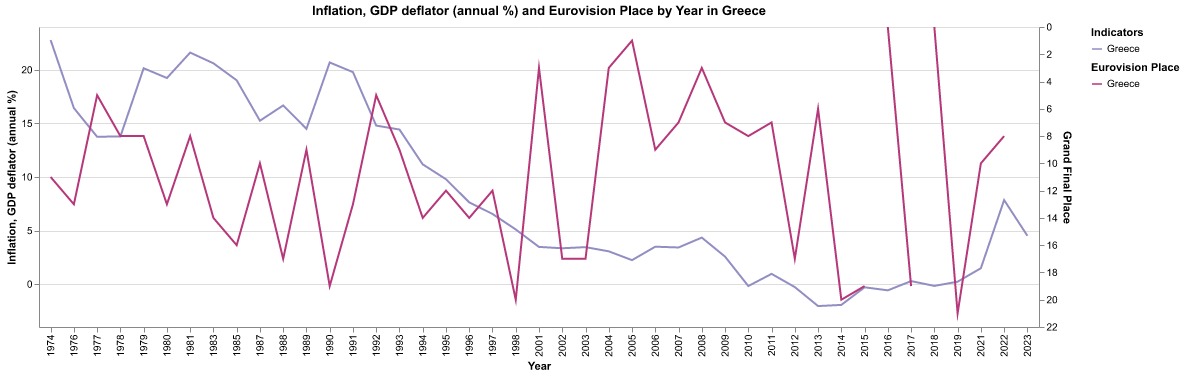 Inflation, GDP deflator (annual %) and Eurovision Place by Year in Greece
Indicators
Greece
Eurovision Place
Greece
Inflation, GDP deflator (annual %)
20
15
10
5
0
0
2
4
6
8
10
12
14
16
18
20
22
Grand Final Place
1974 1976 1977 1978 1979 1980 1981 1983 1985 1987 1988 1989 1990 1991 1992 1993 1994 1995 1996 1997 1998 2001 2002 2003 2004 2005 2006 2007 2008 2009 2010 2011 2012 2013 2014 2015 2016 2017 2018 2019 2021 2022 2023
Year